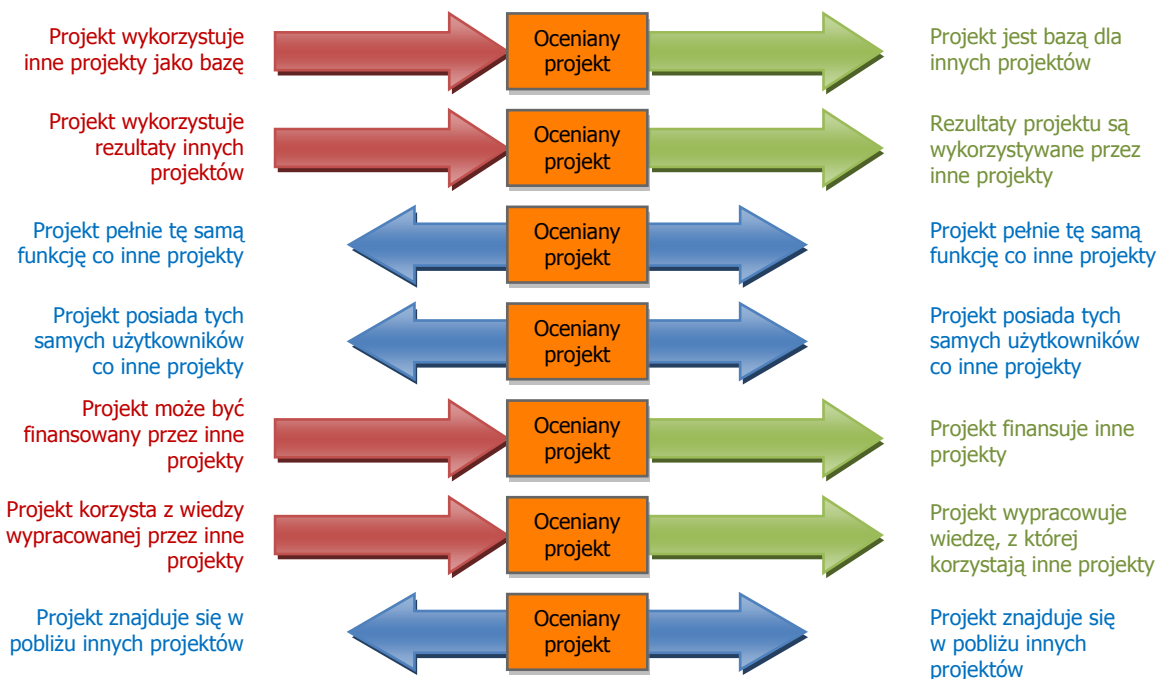 Projekt wykorzystuje
inne projekty jako bazę
Oceniany
projekt
Projekt jest bazą dla
innych projektów
Projekt wykorzystuje
rezultaty innych
projektów
Oceniany
projekt
Rezultaty projektu są
wykorzystywane przez
inne projekty
Projekt pełnie tę samą
funkcję co inne projekty
Oceniany
projekt
Projekt pełnie tę samą
funkcję co inne projekty
Projekt posiada tych
samych użytkowników
co inne projekty
Oceniany
projekt
Projekt posiada tych
samych użytkowników
co inne projekty
Projekt może być
finansowany przez inne
projekty
Oceniany
projekt
Projekt finansuje inne
projekty
Projekt korzysta z wiedzy
wypracowanej przez inne
projekty
Oceniany
projekt
Projekt wypracowuje
wiedzę, z której
korzystają inne projekty
Projekt znajduje się w
pobliżu innych projektów
Oceniany
projekt
Projekt znajduje się
w pobliżu innych
projektów